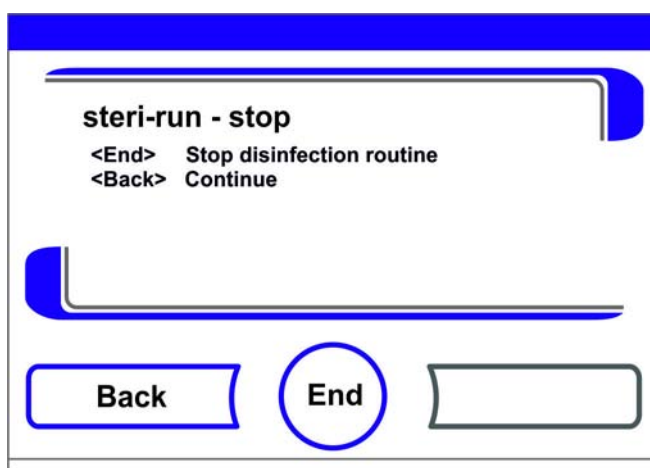 steri-run - stop
<End> Stop disinfection routine
<Back> Continue
Back
End